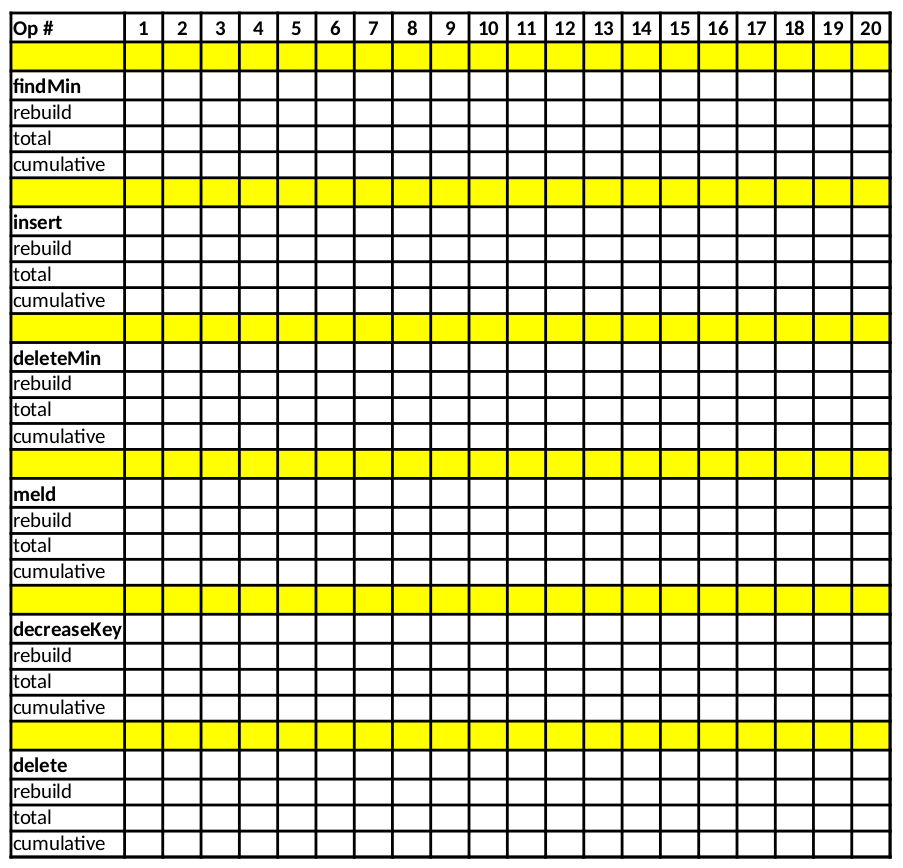 Op # 1 2 3 4 5 6 7 8 9 10 11 12 13 14 15 16 17 18 19 20
findMin
rebuild
total
cumulative
insert
rebuild
total
cumulative
deleteMin
rebuild
total
cumulative
meld
rebuild
total
cumulative
decreaseKey
rebuild
total
cumulative
delete
rebuild
total
cumulative